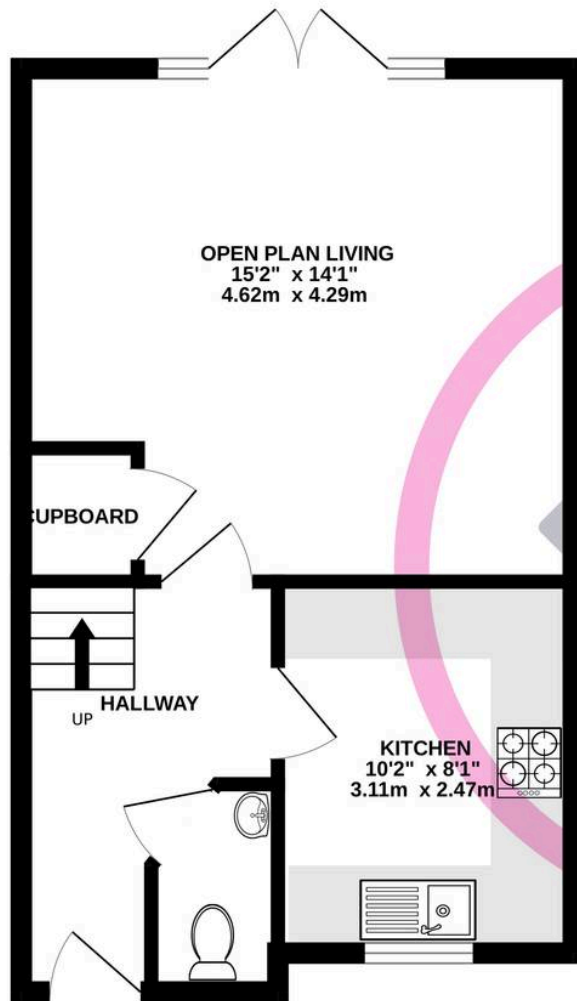 OPEN PLAN LIVING
15'2" x 14'1"
4.62m x 4.29m
CUPBOARD
UP
HALLWAY
KITCHEN
10'2" x 8'1"
3.11m x 2.47m